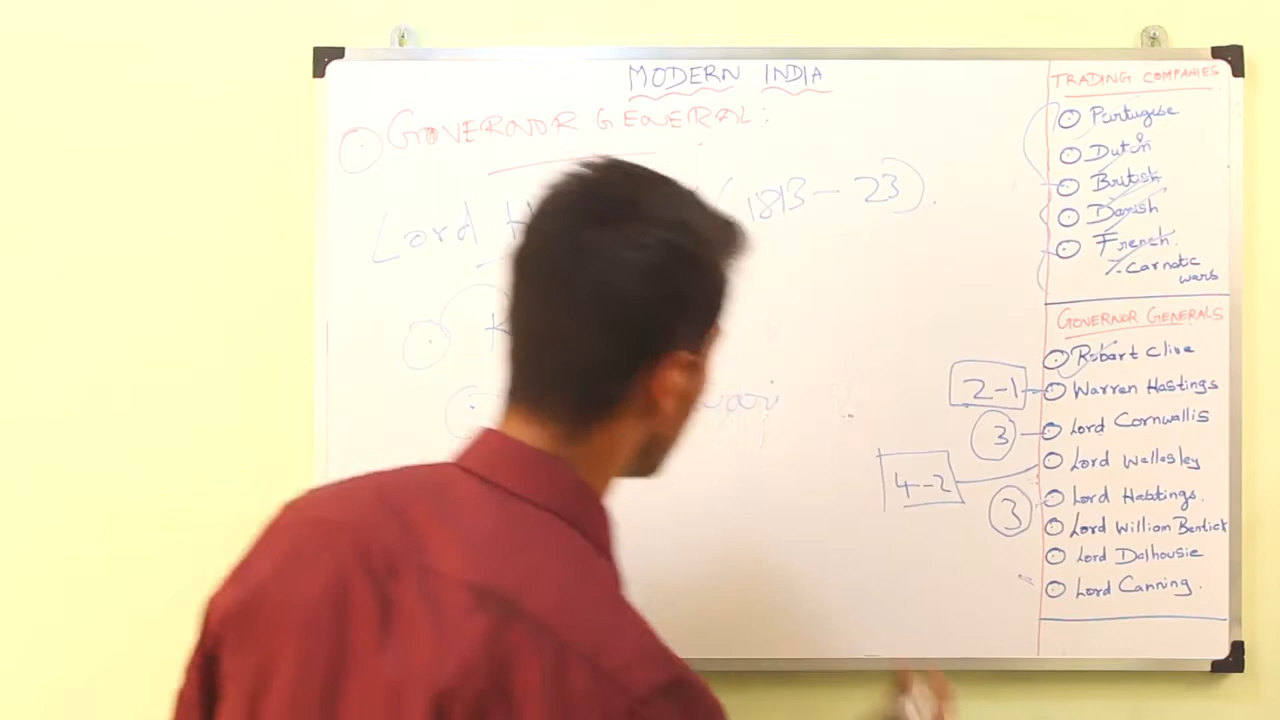 MODERN INDIA
GOVERNOR GENERAL:
Lord H (1813 - 23).
K
yari
TRADING COMPANIES
Portugese
Dutch
British
Danish
French.
Carnatic
wars
GOVERNOR GENERALS
Robert Clive
2-1 Warren Hastings
3 Lord Cornwallis
4-2 Lord Wellesley
3 Lord Hastings.
Lord William Bentick
Lord Dalhousie
Lord Canning.